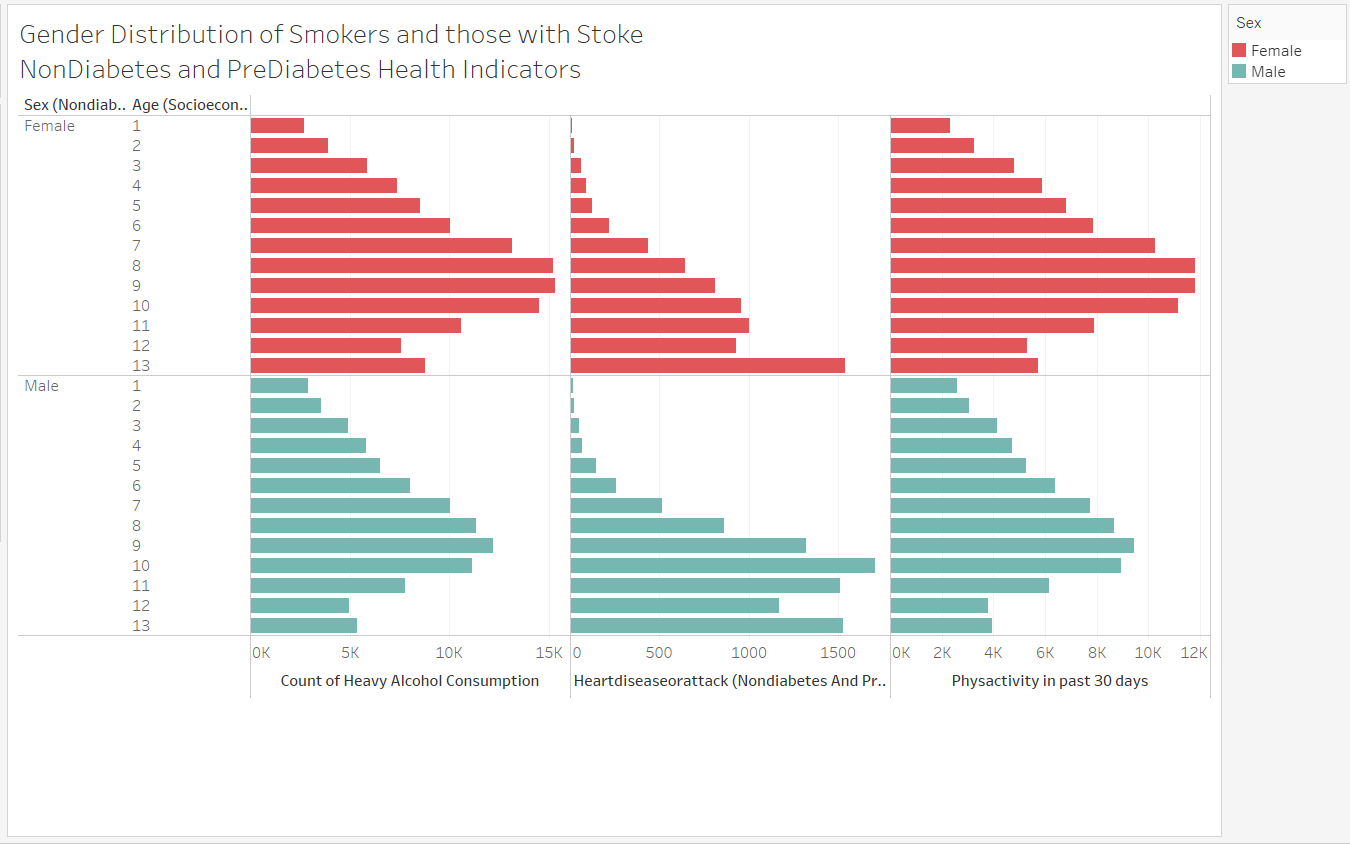 Gender Distribution of Smokers and those with Stoke
NonDiabetes and PreDiabetes Health Indicators
Sex (Nondiab.. Age (Socioecon..
Female 1
2
3
4
5
6
7
8
9
10
11
12
13
Male 1
2
3
4
5
6
7
8
9
10
11
12
13
0K 5K 10K 15K 0 500 1000 1500 0K 2K 4K 6K 8K 10K 12K
Count of Heavy Alcohol Consumption Heartdiseaseorattack (Nondiabetes And Pr.. Physactivity in past 30 days
Sex
Female
Male